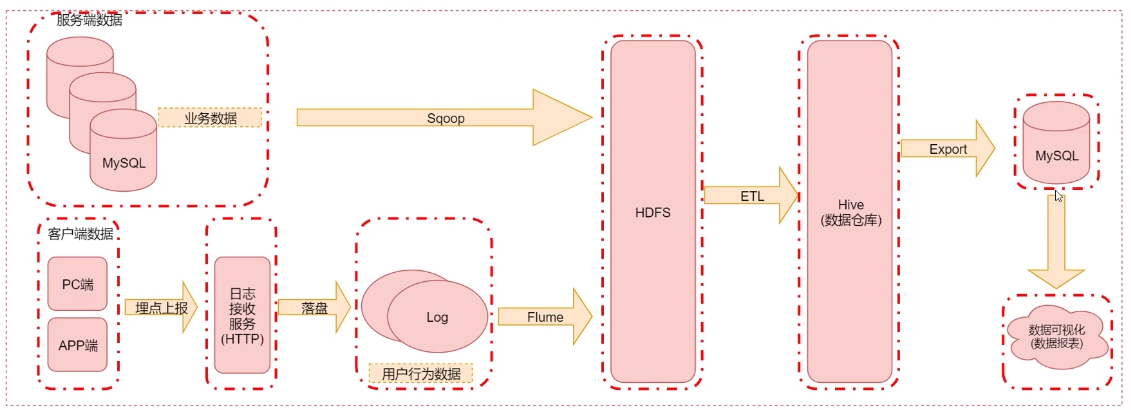 服务端数据
MySQL
业务数据
Sqoop
客户端数据
PC端
APP端
埋点上报
日志
接收
服务
(HTTP)
落盘
Log
用户行为数据
Flume
HDFS
ETL
Hive
(数据仓库)
Export
MySQL
数据可视化
(数据报表)